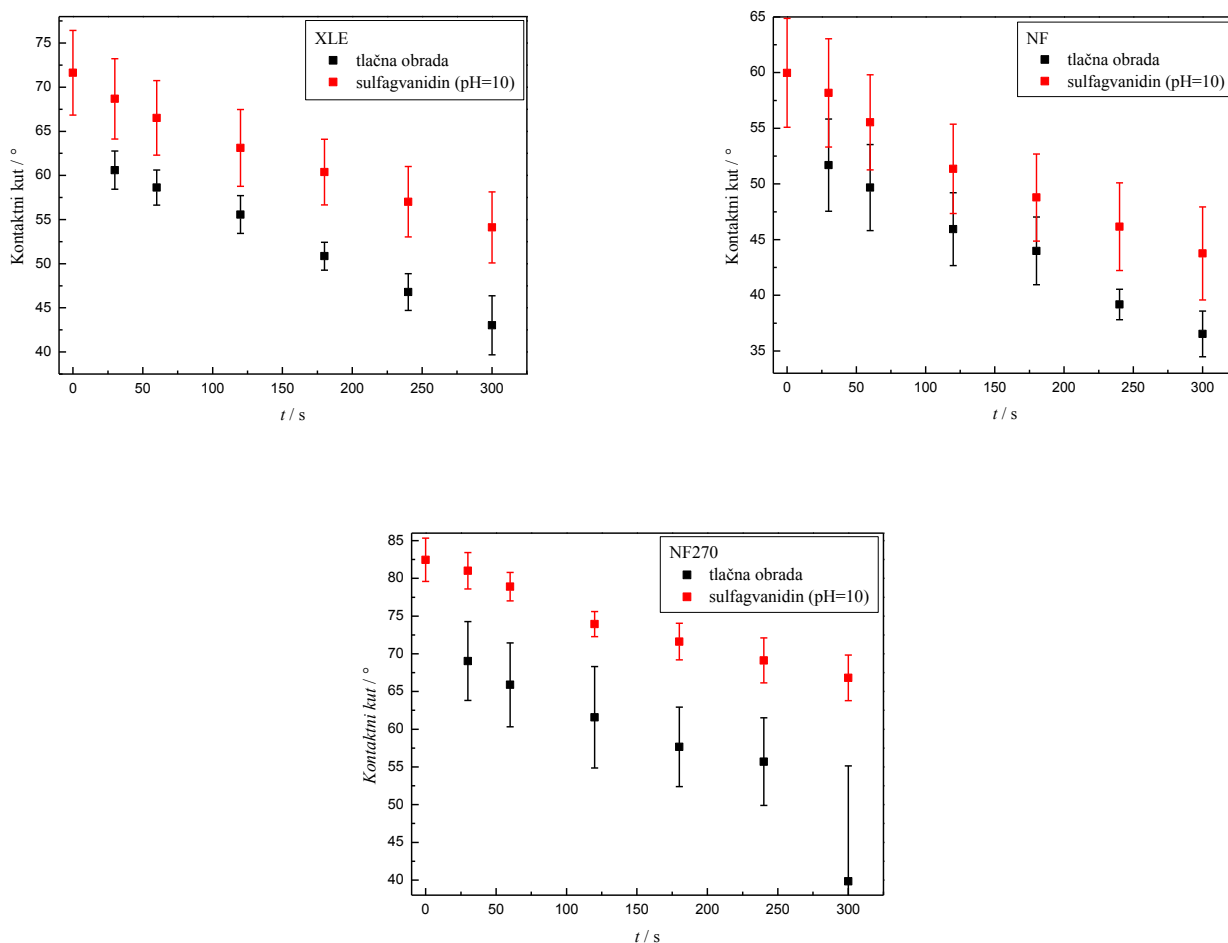 XLE
tlačna obrada
sulfagvanidin (pH=10)
Kontaktni kut / °
75
70
65
60
55
50
45
40
0 50 100 150 200 250 300
t / s
NF
tlačna obrada
sulfagvanidin (pH=10)
Kontaktni kut / °
65
60
55
50
45
40
35
0 50 100 150 200 250 300
t / s
NF270
tlačna obrada
sulfagvanidin (pH=10)
Kontaktni kut / °
85
80
75
70
65
60
55
50
45
40
0 50 100 150 200 250 300
t / s